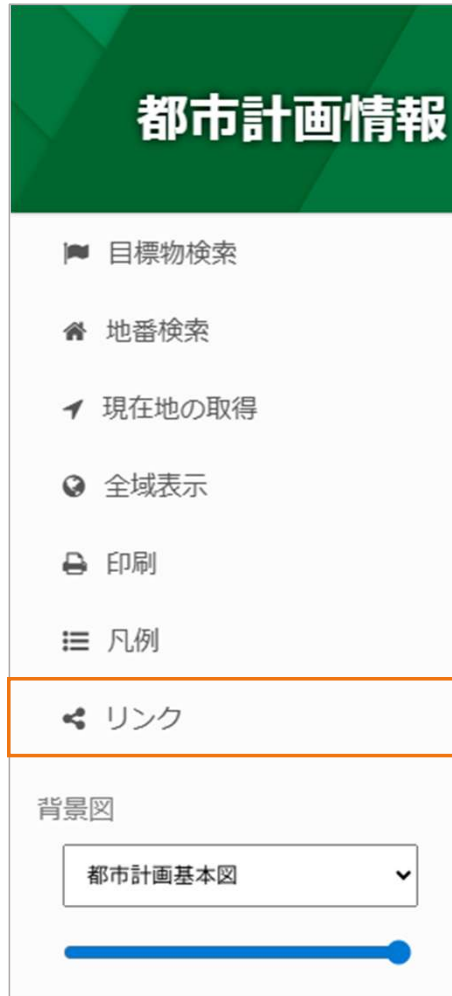 都市計画情報
目標物検索
地番検索
現在地の取得
全域表示
印刷
凡例
リンク
背景図
都市計画基本図